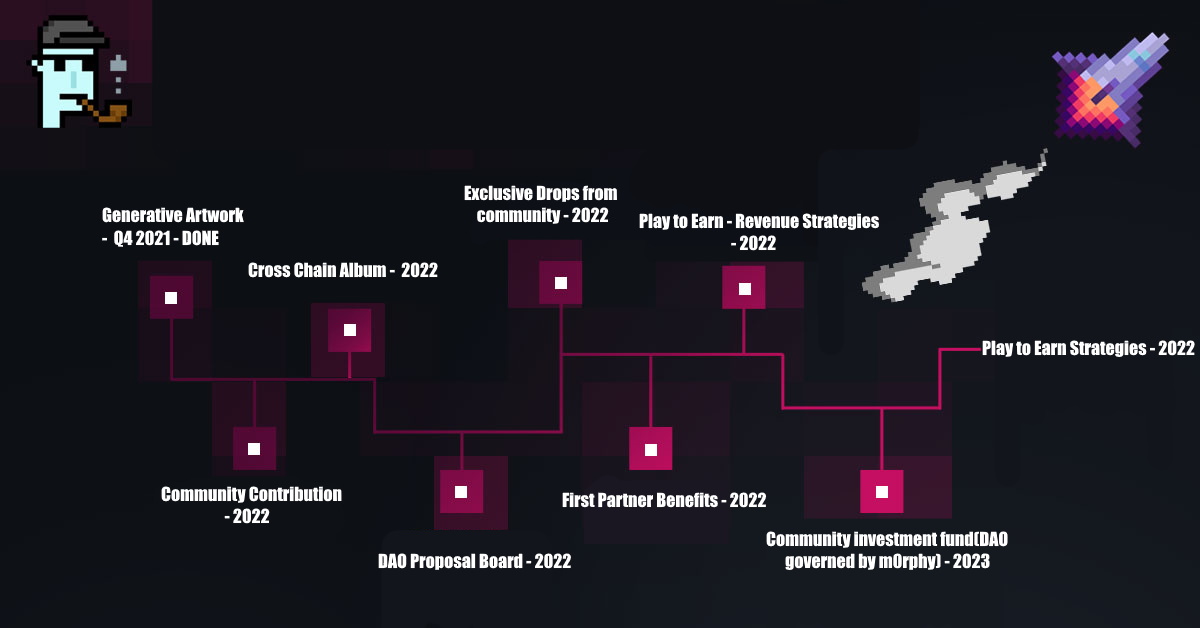 Generative Artwork
- Q4 2021 - DONE
Cross Chain Album - 2022
Exclusive Drops from
community - 2022
Play to Earn - Revenue Strategies
- 2022
Play to Earn Strategies - 2022
Community Contribution
- 2022
DAO Proposal Board - 2022
First Partner Benefits - 2022
Community investment fund(DAO
governed by m0rphy) - 2023